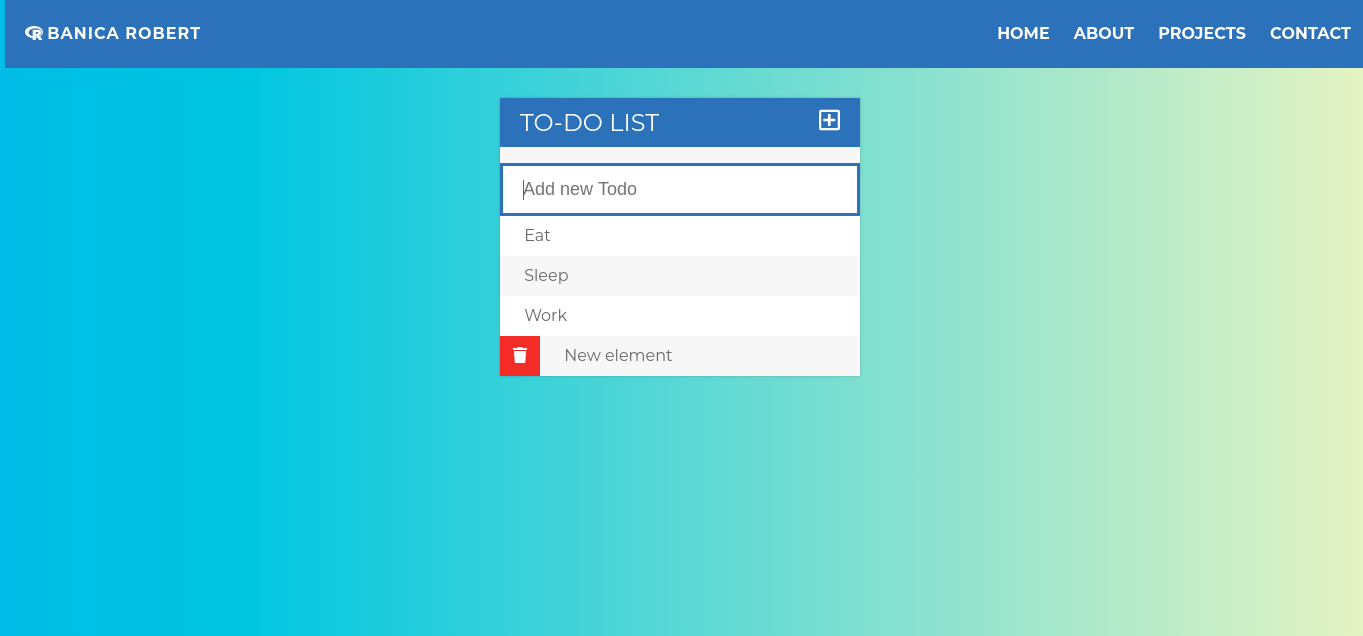 BANICA ROBERT HOME ABOUT PROJECTS CONTACT
TO-DO LIST
Add new Todo
Eat
Sleep
Work
New element